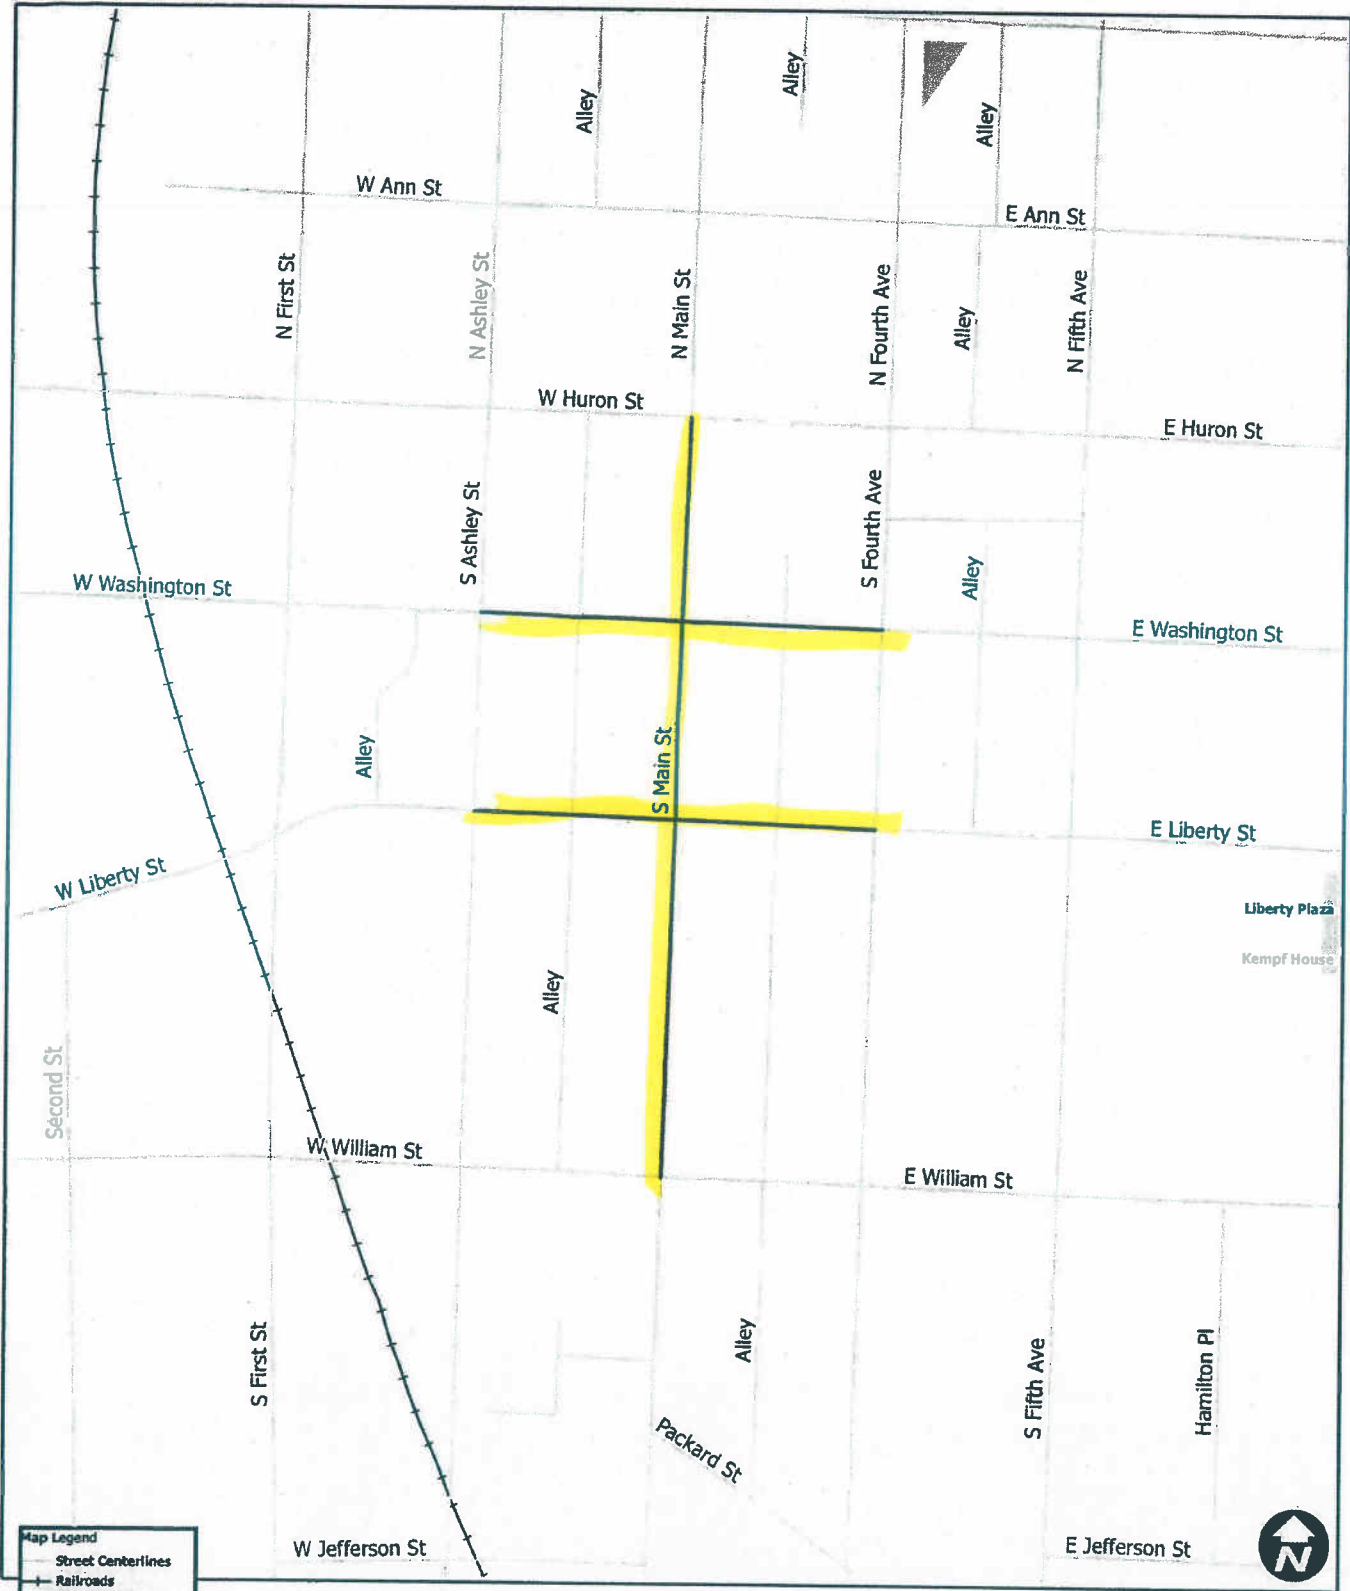 Alley
Alley
Alley
W Ann St
E Ann St
N First St
N Ashley St
N Main St
N Fourth Ave
Alley
N Fifth Ave
W Huron St
E Huron St
S Ashley St
S Fourth Ave
W Washington St
Alley
E Washington St
Alley
S Main St
E Liberty St
W Liberty St
Liberty Plaza
Kempf House
Alley
Second St
W William St
E William St
S First St
Alley
S Fifth Ave
Hamilton Pl
Packard St
Map Legend
Street Centerlines
Railroads
W Jefferson St
E Jefferson St
N